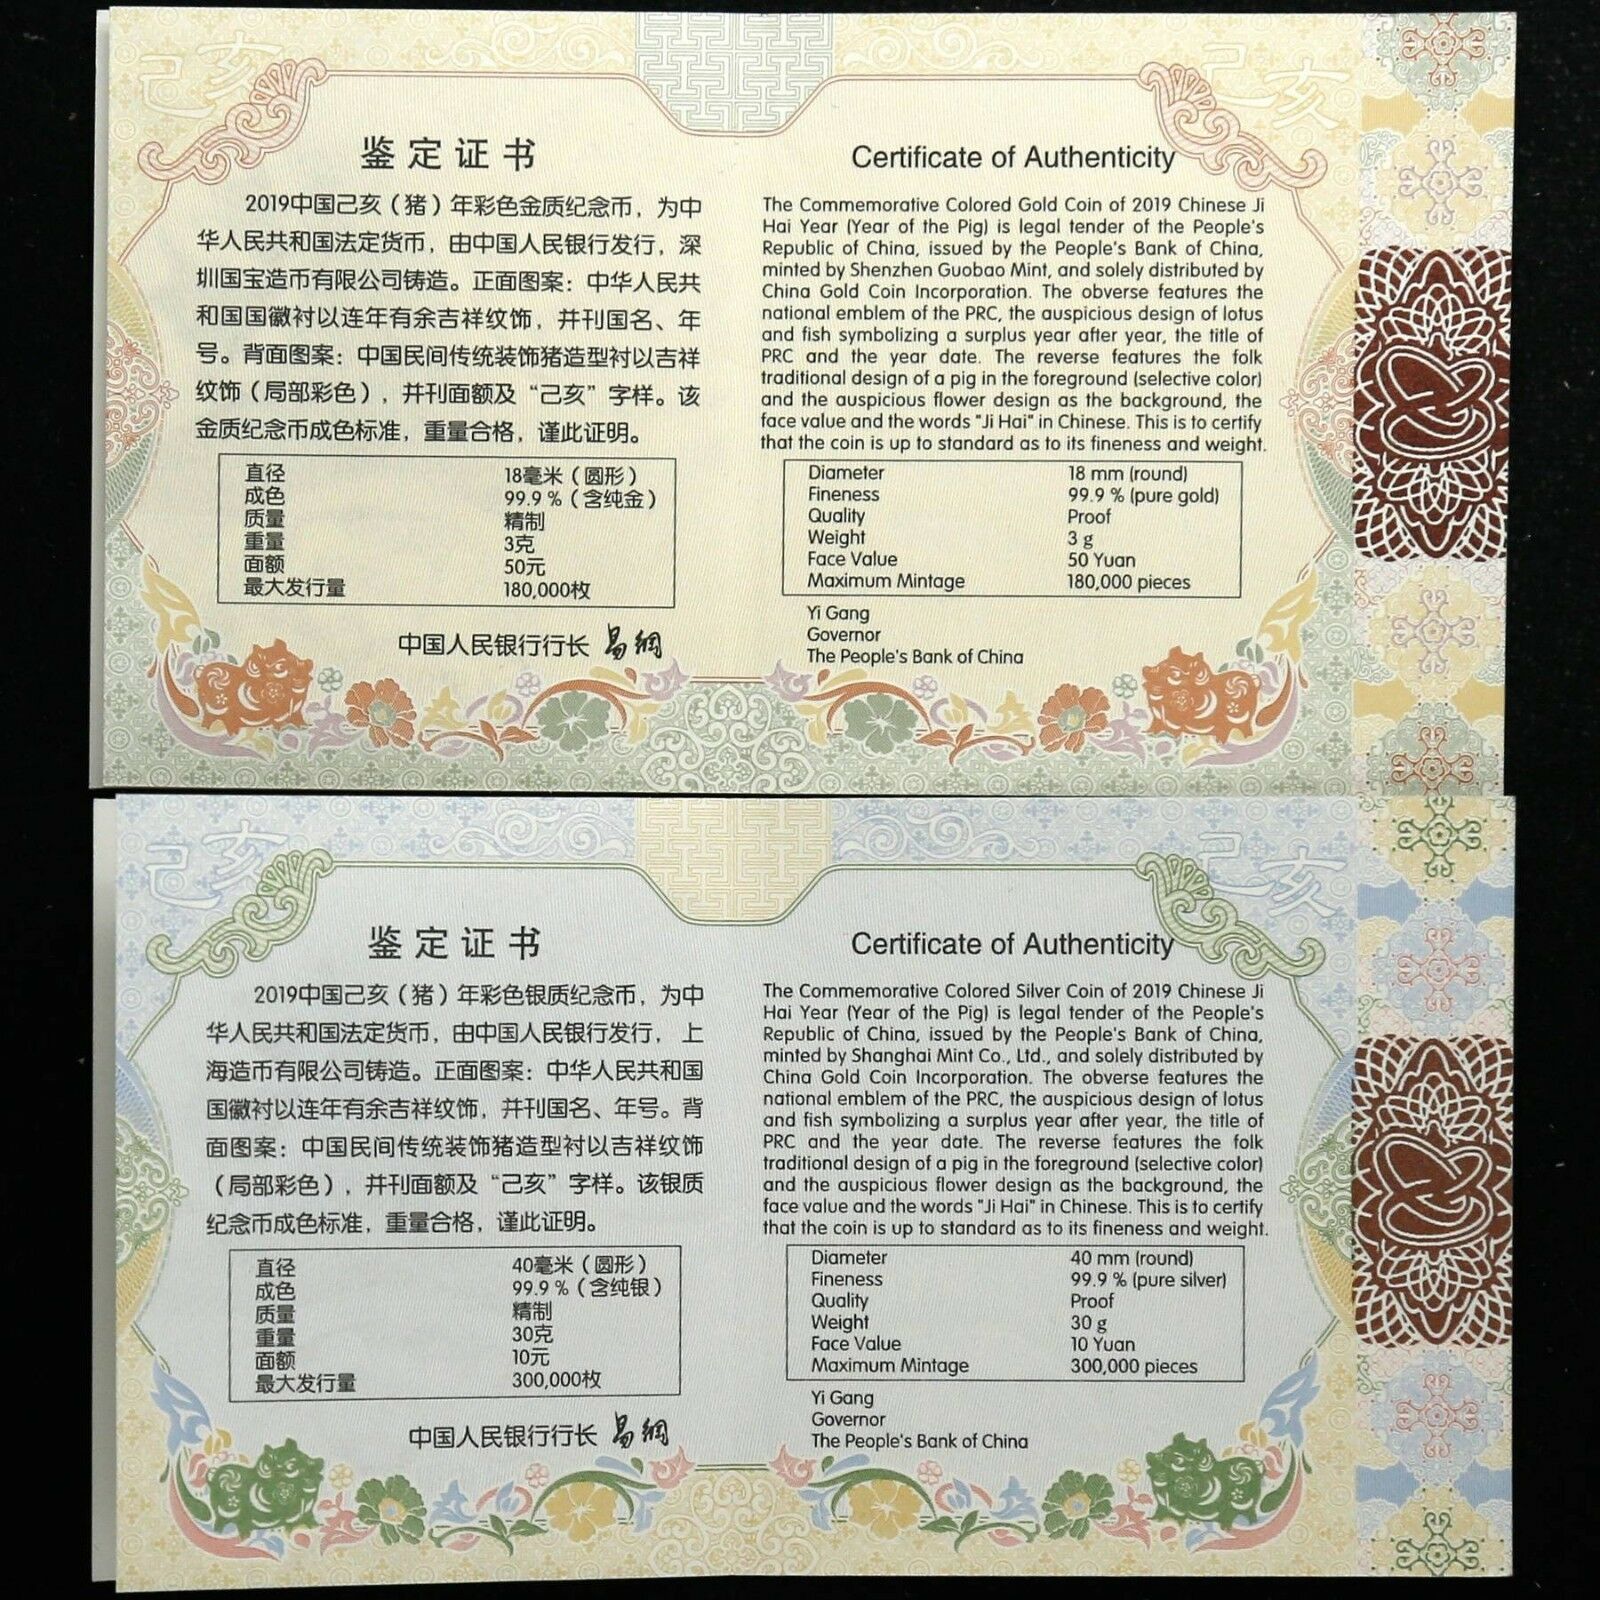 己亥
己亥
鉴定证书
2019中国己亥（猪）年彩色金质纪念币，为中
华人民共和国法定货币，由中国人民银行发行，深
圳国宝造币有限公司铸造。正面图案：中华人民共
和国国徽衬以连年有余吉祥纹饰，并刊国名、年
号。背面图案：中国民间传统装饰猪造型衬以吉祥
纹饰（局部彩色），并刊面额及“己亥”字样。该
金质纪念币成色标准，重量合格，谨此证明。
直径 18毫米（圆形）
成色 99.9 %（含纯金）
质量 精制
重量 3克
面额 50元
最大发行量 180,000枚
中国人民银行行长 易纲
Certificate of Authenticity
The Commemorative Colored Gold Coin of 2019 Chinese Ji
Hai Year (Year of the Pig) is legal tender of the People's
Republic of China, issued by the People's Bank of China,
minted by Shenzhen Guobao Mint, and solely distributed by
China Gold Coin Incorporation. The obverse features the
national emblem of the PRC, the auspicious design of lotus
and fish symbolizing a surplus year after year, the title of
PRC and the year date. The reverse features the folk
traditional design of a pig in the foreground (selective color)
and the auspicious flower design as the background, the
face value and the words "Ji Hai" in Chinese. This is to certify
that the coin is up to standard as to its fineness and weight.
Diameter 18 mm (round)
Fineness 99.9 % (pure gold)
Quality Proof
Weight 3 g
Face Value 50 Yuan
Maximum Mintage 180,000 pieces
Yi Gang
Governor
The People's Bank of China
己亥
己亥
鉴定证书
2019中国己亥（猪）年彩色银质纪念币，为中
华人民共和国法定货币，由中国人民银行发行，上
海造币有限公司铸造。正面图案：中华人民共和国
国徽衬以连年有余吉祥纹饰，并刊国名、年号。背
面图案：中国民间传统装饰猪造型衬以吉祥纹饰
（局部彩色），并刊面额及“己亥”字样。该银质
纪念币成色标准，重量合格，谨此证明。
直径 40毫米（圆形）
成色 99.9 %（含纯银）
质量 精制
重量 30克
面额 10元
最大发行量 300,000枚
中国人民银行行长 易纲
Certificate of Authenticity
The Commemorative Colored Silver Coin of 2019 Chinese Ji
Hai Year (Year of the Pig) is legal tender of the People's
Republic of China, issued by the People's Bank of China,
minted by Shanghai Mint Co., Ltd., and solely distributed by
China Gold Coin Incorporation. The obverse features the
national emblem of the PRC, the auspicious design of lotus
and fish symbolizing a surplus year after year, the title of
PRC and the year date. The reverse features the folk
traditional design of a pig in the foreground (selective color)
and the auspicious flower design as the background, the
face value and the words "Ji Hai" in Chinese. This is to certify
that the coin is up to standard as to its fineness and weight.
Diameter 40 mm (round)
Fineness 99.9 % (pure silver)
Quality Proof
Weight 30 g
Face Value 10 Yuan
Maximum Mintage 300,000 pieces
Yi Gang
Governor
The People's Bank of China